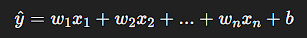 ŷ = w1x1 + w2x2 + ... + wnxn + b